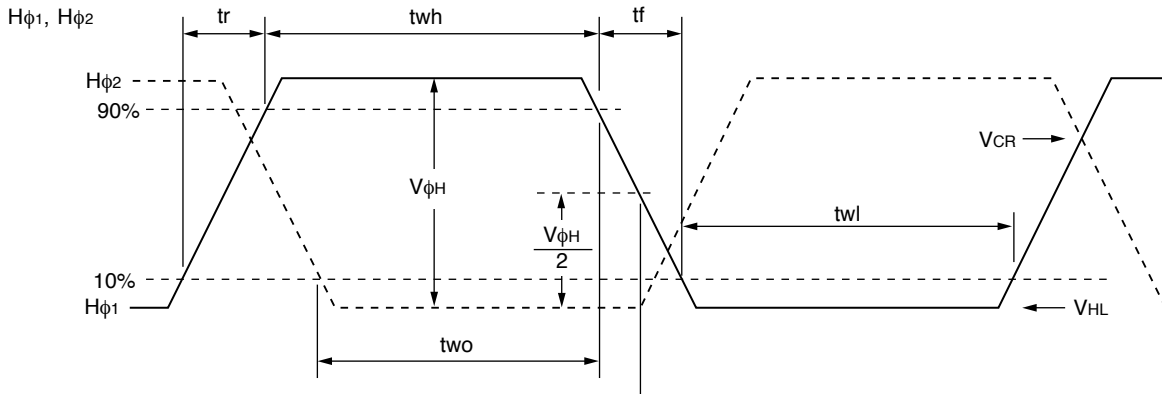 Hϕ1, Hϕ2
tr
twh
tf
Hϕ2
90%
VCR
VϕH
twl
VϕH
2
10%
Hϕ1
VHL
two